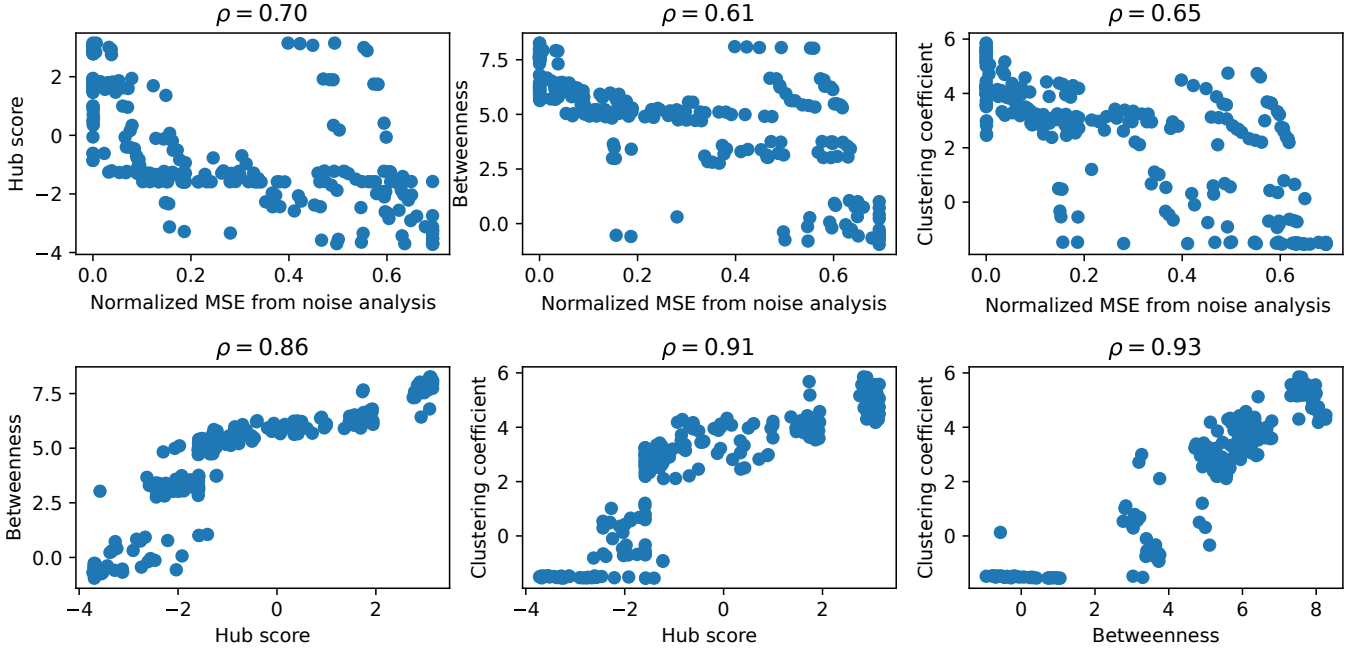 ρ = 0.70
Hub score
2
0
−2
−4
0.0 0.2 0.4 0.6
Normalized MSE from noise analysis
ρ = 0.61
Betweenness
7.5
5.0
2.5
0.0
0.0 0.2 0.4 0.6
Normalized MSE from noise analysis
ρ = 0.65
Clustering coefficient
6
4
2
0
0.0 0.2 0.4 0.6
Normalized MSE from noise analysis
ρ = 0.86
Betweenness
7.5
5.0
2.5
0.0
−4 −2 0 2
Hub score
ρ = 0.91
Clustering coefficient
6
4
2
0
−4 −2 0 2
Hub score
ρ = 0.93
Clustering coefficient
6
4
2
0
0 2 4 6 8
Betweenness